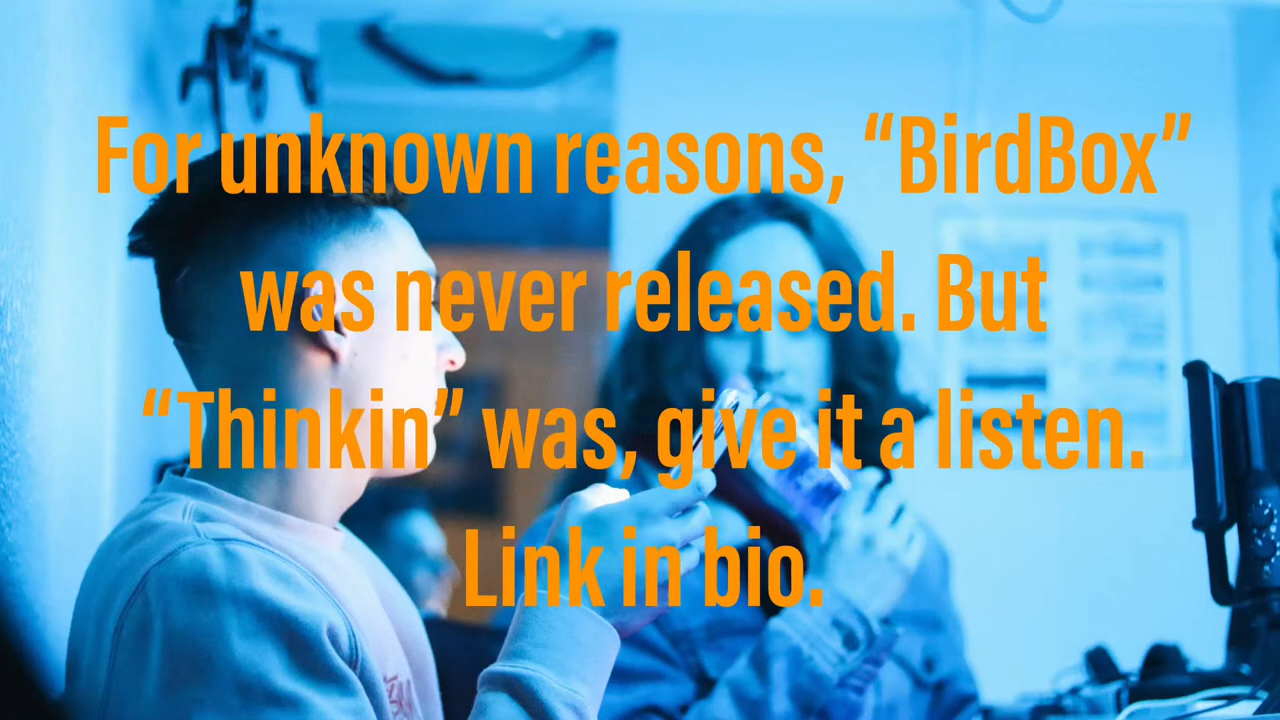 For unknown reasons, “BirdBox”
was never released. But
“Thinkin” was, give it a listen.
Link in bio.